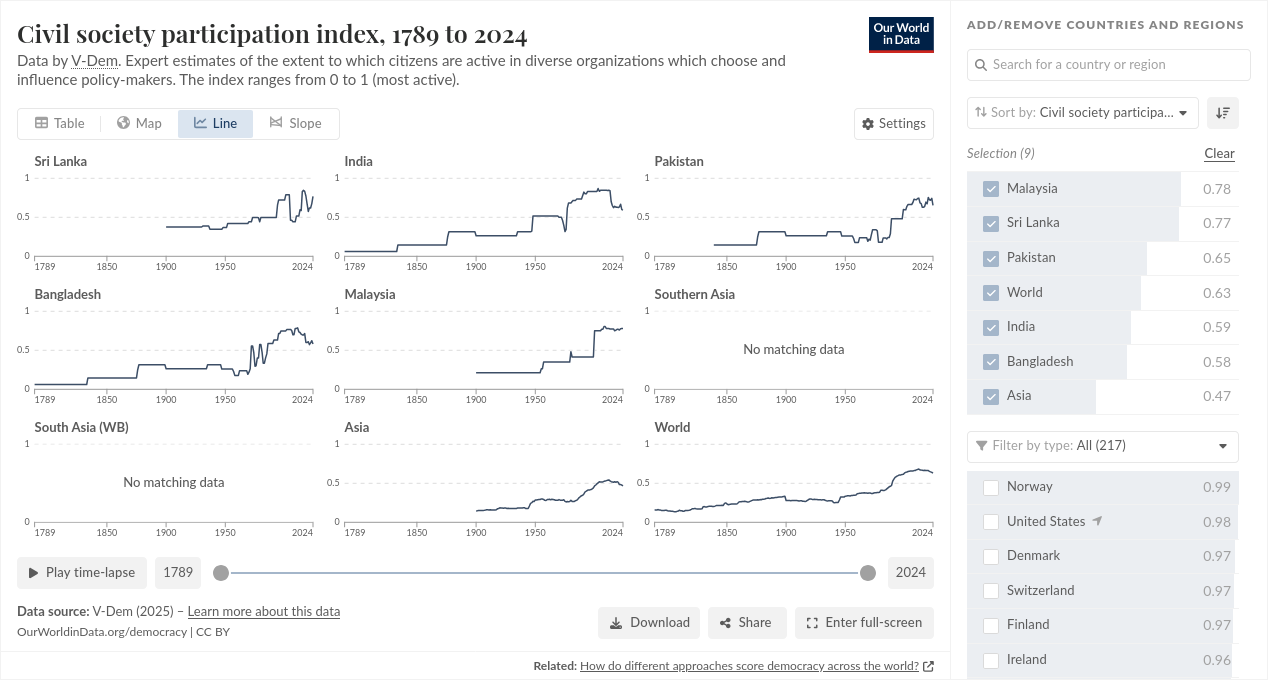 Civil society participation index, 1789 to 2024
Data by V-Dem. Expert estimates of the extent to which citizens are active in diverse organizations which choose and
influence policy-makers. The index ranges from 0 to 1 (most active).
Our World
in Data
Table
Map
Line
Slope
Settings
Sri Lanka
1
0.5
0
1789
1850
1900
1950
2024
India
1
0.5
0
1789
1850
1900
1950
2024
Pakistan
1
0.5
0
1789
1850
1900
1950
2024
Bangladesh
1
0.5
0
1789
1850
1900
1950
2024
Malaysia
1
0.5
0
1789
1850
1900
1950
2024
Southern Asia
1
No matching data
0
1789
1850
1900
1950
2024
South Asia (WB)
1
No matching data
0
1789
1850
1900
1950
2024
Asia
1
0.5
0
1789
1850
1900
1950
2024
World
1
0.5
0
1789
1850
1900
1950
2024
Play time-lapse
1789
2024
Data source: V-Dem (2025) – Learn more about this data
OurWorldinData.org/democracy | CC BY
Download
Share
Enter full-screen
Related: How do different approaches score democracy across the world?
ADD/REMOVE COUNTRIES AND REGIONS
Search for a country or region
Sort by: Civil society participa...
Selection (9)
Clear
Malaysia 0.78
Sri Lanka 0.77
Pakistan 0.65
World 0.63
India 0.59
Bangladesh 0.58
Asia 0.47
Filter by type: All (217)
Norway 0.99
United States 0.98
Denmark 0.97
Switzerland 0.97
Finland 0.97
Ireland 0.96